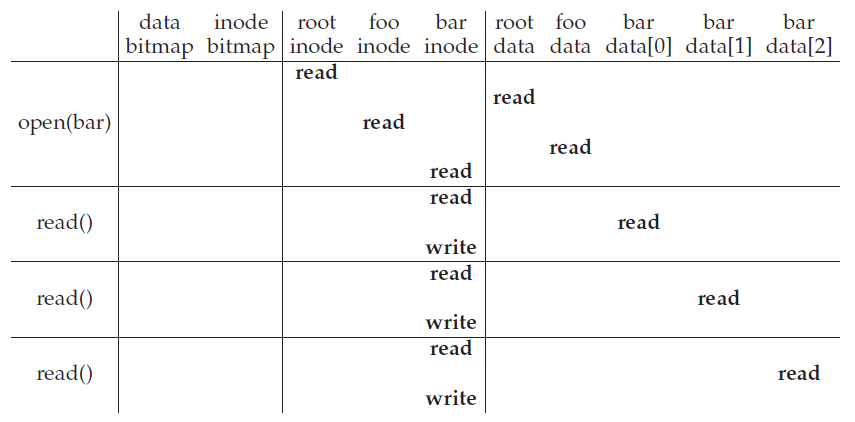 data inode root foo bar root foo bar bar bar
bitmap bitmap inode inode inode data data data[0] data[1] data[2]
read
read
open(bar) read
read
read
read
read() read
write
read
read() read
write
read
read() read
write